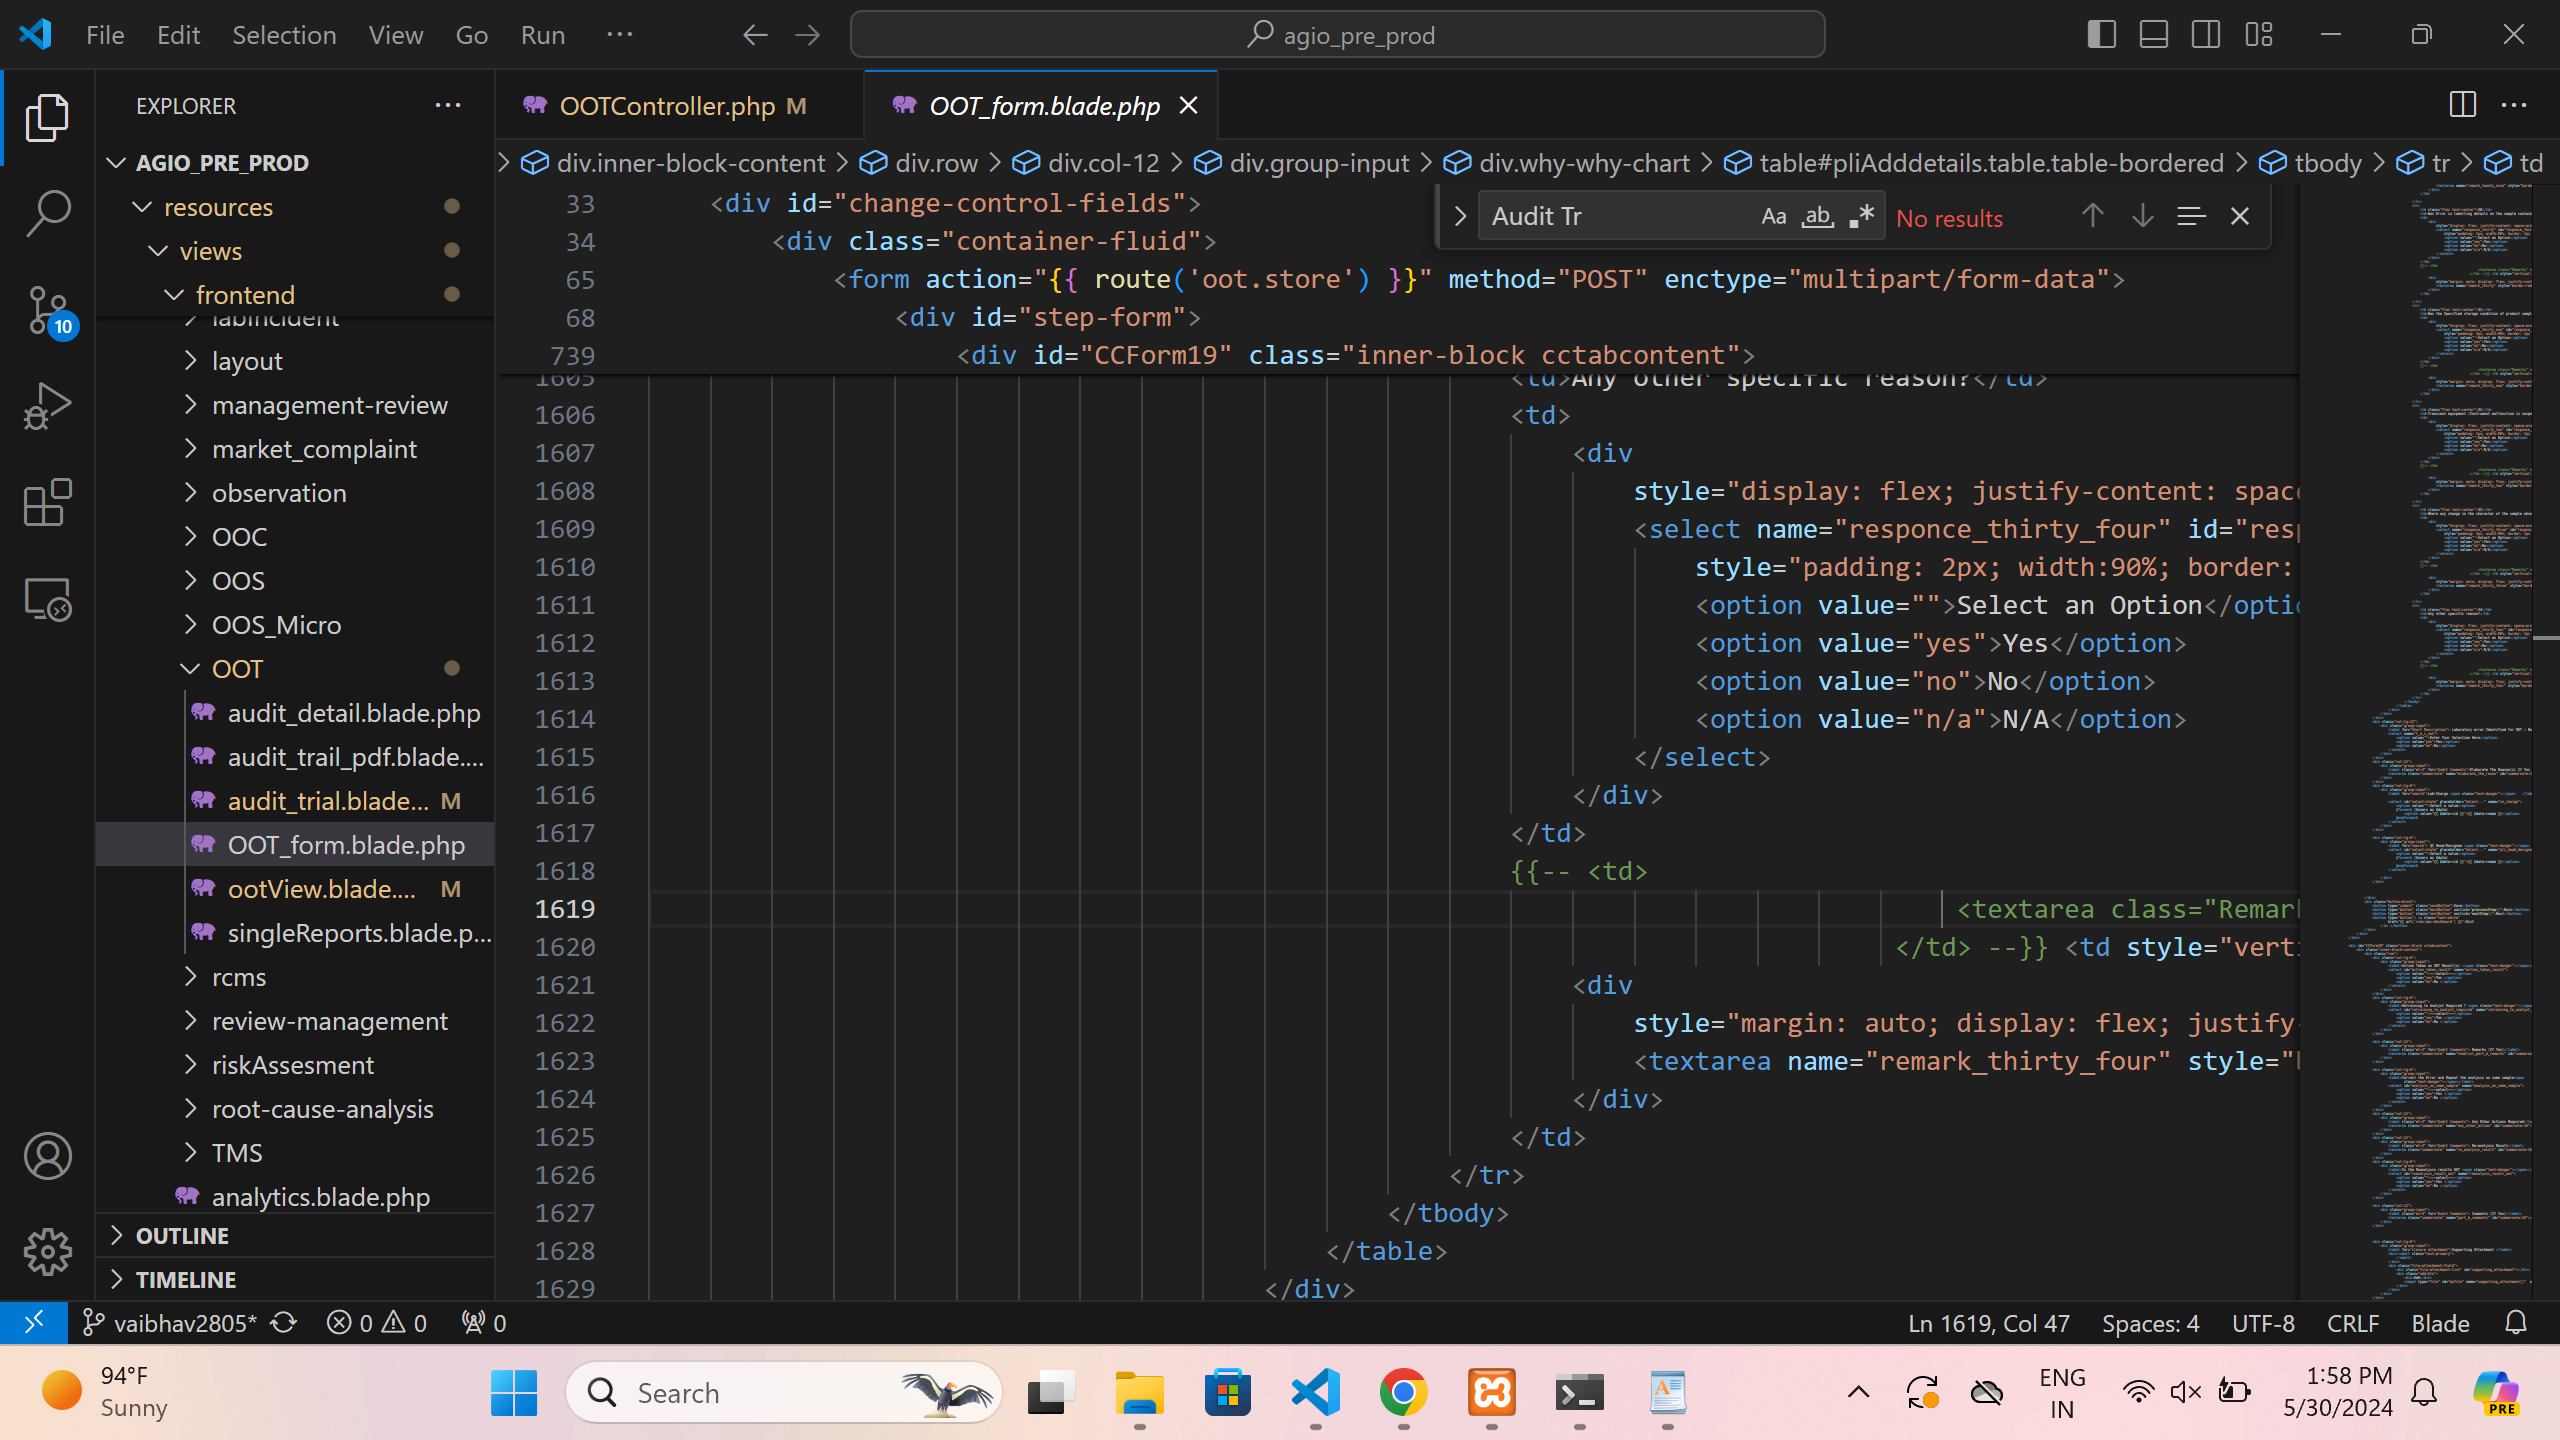 File Edit Selection View Go Run ···
agio_pre_prod
EXPLORER
OOTController.php M
OOT_form.blade.php
AGIO_PRE_PROD
div.inner-block-content > div.row > div.col-12 > div.group-input > div.why-why-chart > table#pliAdddetails.table.table-bordered > tbody > tr > td
resources
views
frontend
labIncident
layout
management-review
market_complaint
observation
OOC
OOS
OOS_Micro
OOT
audit_detail.blade.php
audit_trail_pdf.blade....
audit_trial.blade... M
OOT_form.blade.php
ootView.blade.... M
singleReports.blade.p...
rcms
review-management
riskAssesment
root-cause-analysis
TMS
analytics.blade.php
OUTLINE
TIMELINE
10
Audit Tr
Aa ab .*
No results
33 <div id="change-control-fields">
34 <div class="container-fluid">
65 <form action="{{ route('oot.store') }}" method="POST" enctype="multipart/form-data">
68 <div id="step-form">
739 <div id="CCForm19" class="inner-block cctabcontent">
1605 <td>Any other specific reason?</td>
1606 <td>
1607 <div
1608 style="display: flex; justify-content: spac
1609 <select name="responce_thirty_four" id="res
1610 style="padding: 2px; width:90%; border:
1611 <option value="">Select an Option</opti
1612 <option value="yes">Yes</option>
1613 <option value="no">No</option>
1614 <option value="n/a">N/A</option>
1615 </select>
1616 </div>
1617 </td>
1618 {{-- <td>
1619 <textarea class="Remar
1620 </td> --}} <td style="vert
1621 <div
1622 style="margin: auto; display: flex; justify-
1623 <textarea name="remark_thirty_four" style="
1624 </div>
1625 </td>
1626 </tr>
1627 </tbody>
1628 </table>
1629 </div>
vaibhav2805* 0 0 0
Ln 1619, Col 47 Spaces: 4 UTF-8 CRLF Blade
94°F
Sunny
Search
ENG
IN
1:58 PM
5/30/2024
PRE